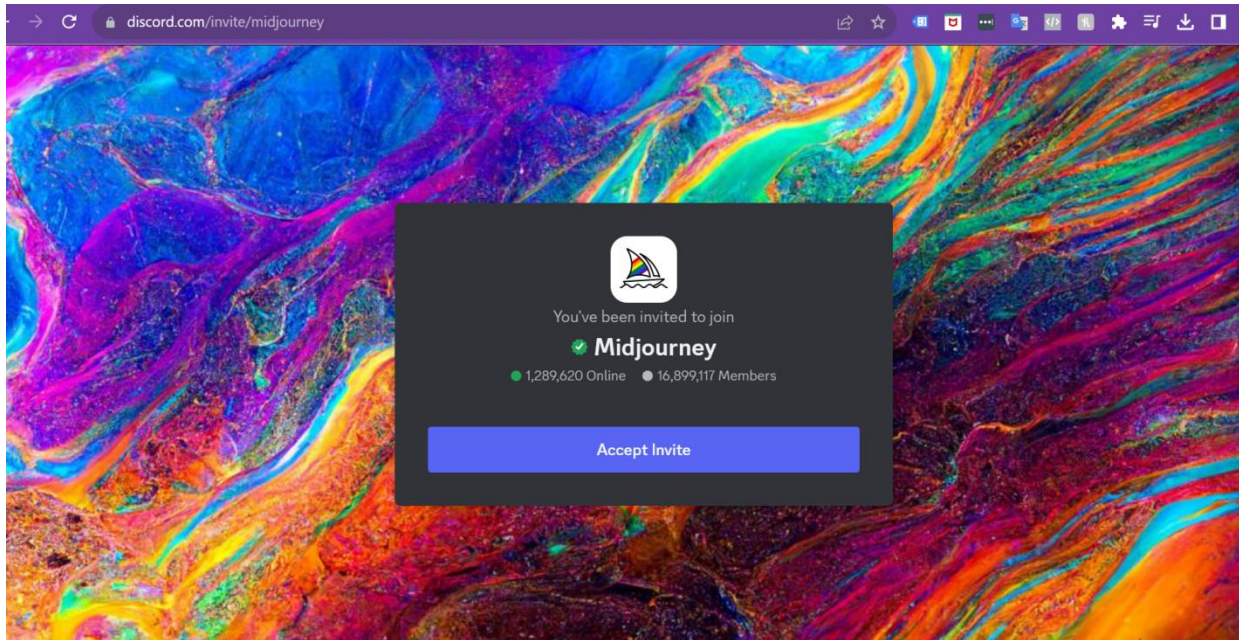 discord.com/invite/midjourney
You've been invited to join
Midjourney
1,289,620 Online 16,899,117 Members
Accept Invite